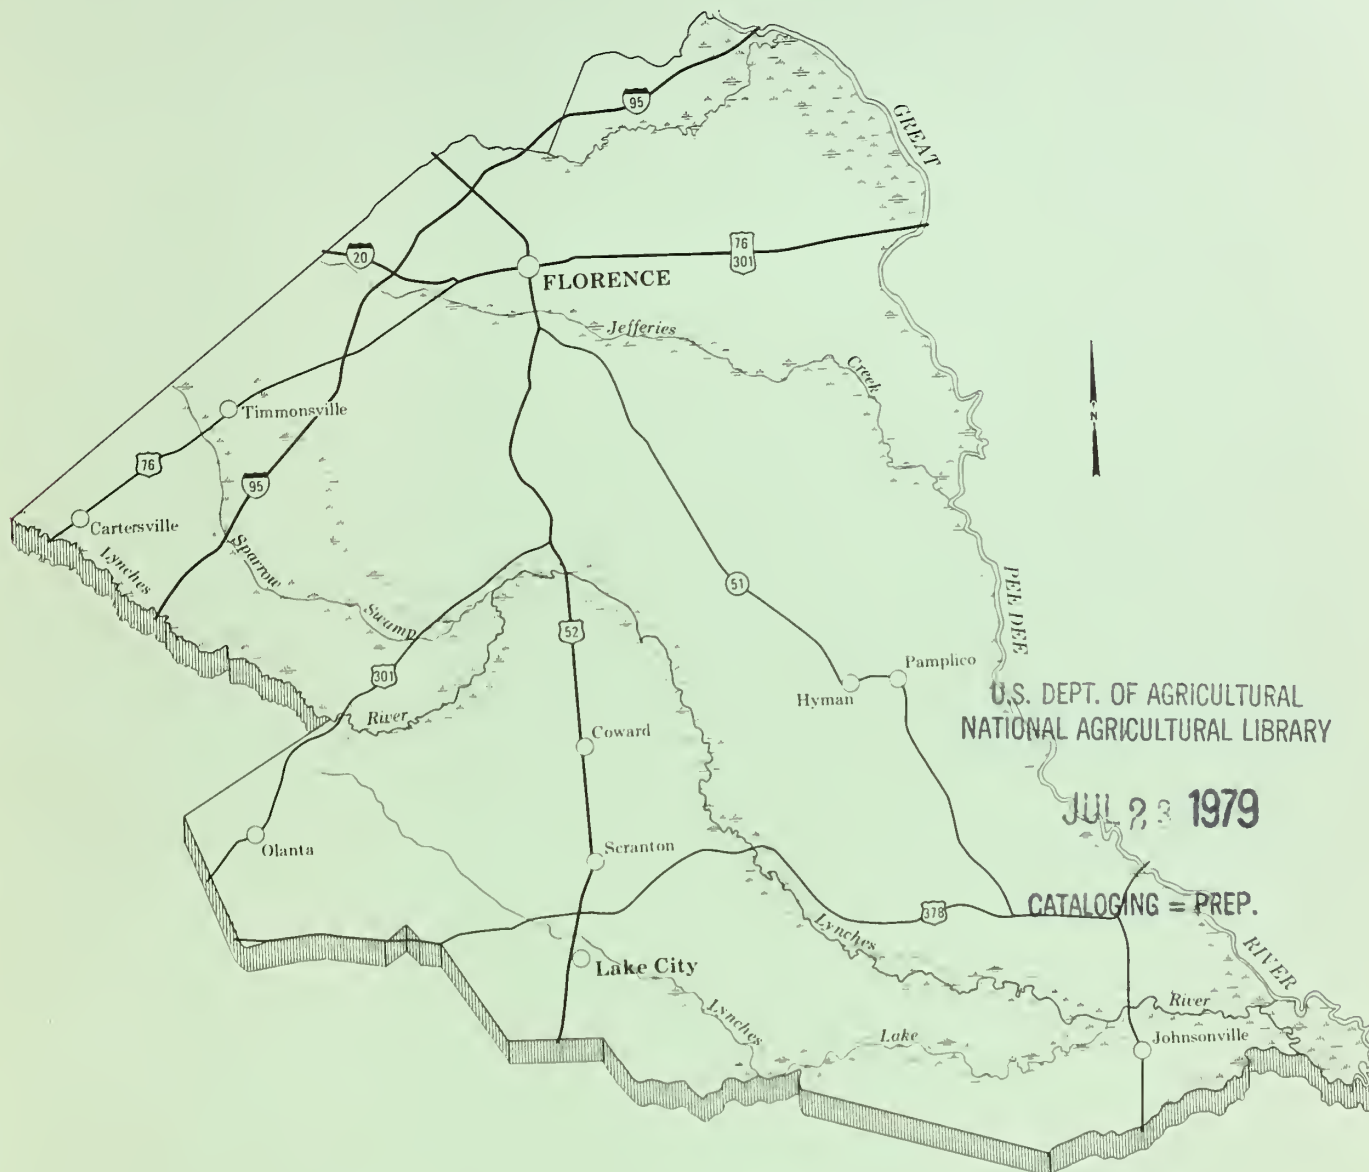 95
GREAT
20
76
301
FLORENCE
Jefferies
Creek
Timmonsville
N
76
95
Cartersville
Lynches
Sparrow
Swamp
PEE DEE
51
52
301
Pamplico
Hyman
River
U.S. DEPT. OF AGRICULTURAL
NATIONAL AGRICULTURAL LIBRARY
Coward
JUL 23 1979
Olanta
Scranton
378
CATALOGING = PREP.
Lynches
Lake City
RIVER
Lynches
Lake
River
Johnsonville